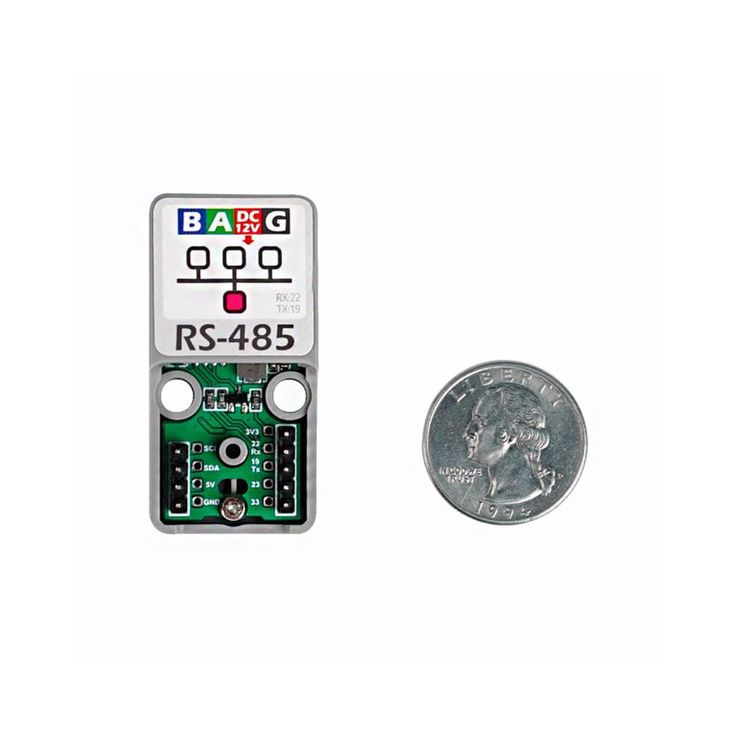 B A DC 12V G
RX:22
TX:19
RS-485
3V3
SCL 22 Rx
SDA 19 Tx
5V 23
GND 33
LIBERTY
IN GOD WE
TRUST
1994